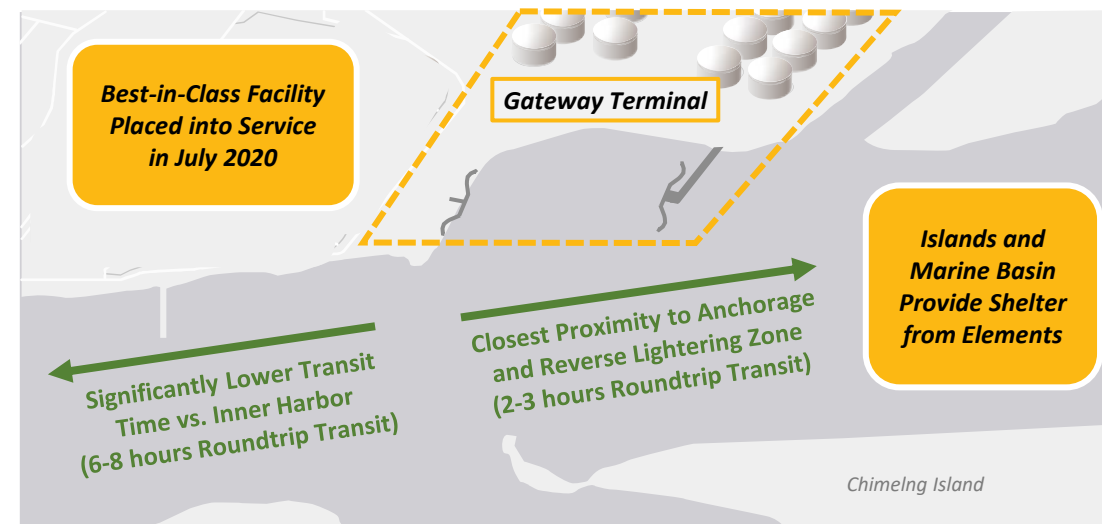 Best-in-Class Facility
Placed into Service
in July 2020
Gateway Terminal
Islands and
Marine Basin
Provide Shelter
from Elements
Significantly Lower Transit
Time vs. Inner Harbor
(6-8 hours Roundtrip Transit)
Closest Proximity to Anchorage
and Reverse Lightering Zone
(2-3 hours Roundtrip Transit)
Chimelng Island